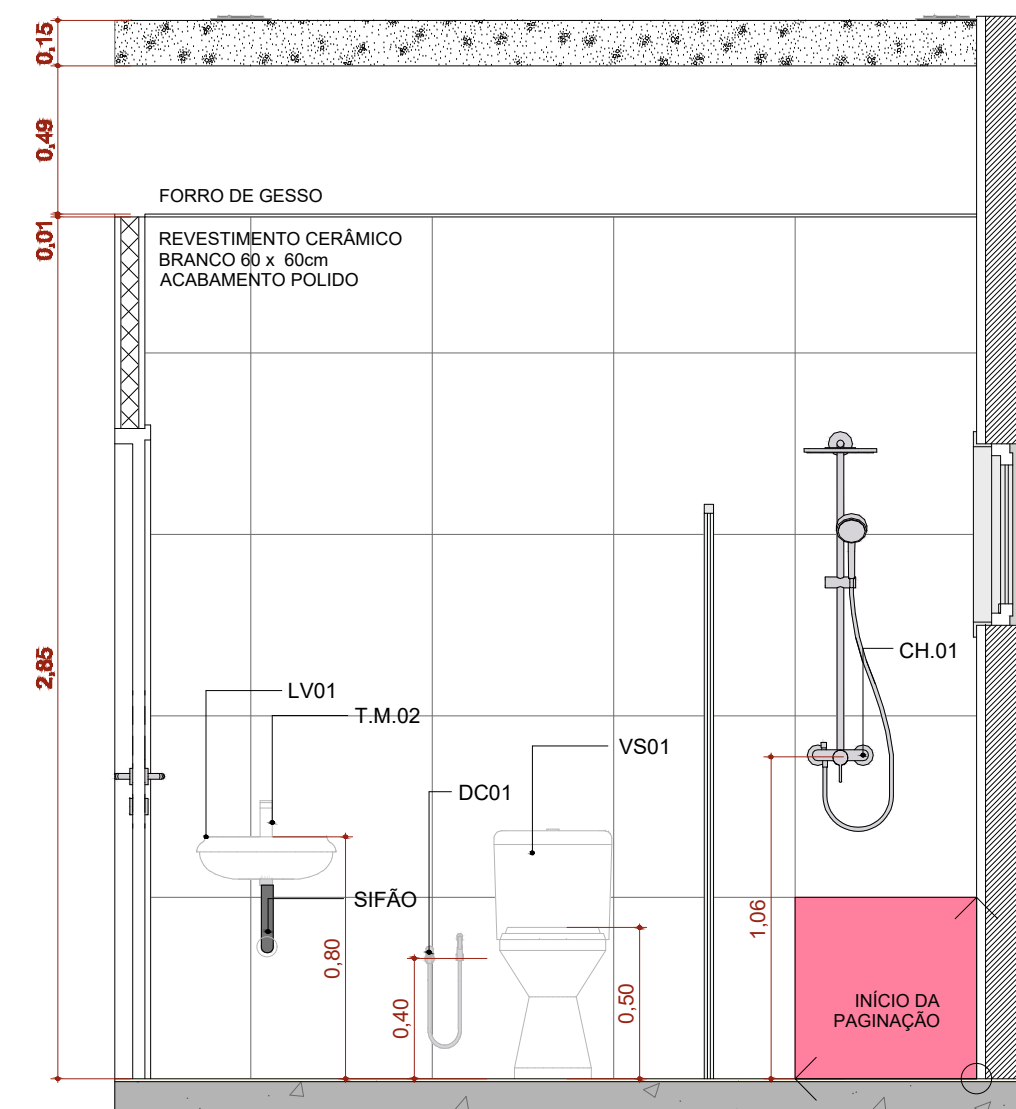 0,15
0,49
FORRO DE GESSO
0,01
REVESTIMENTO CERÂMICO
BRANCO 60 x 60cm
ACABAMENTO POLIDO
2,85
CH.01
LV01
T.M.02
VS01
DC01
SIFÃO
0,80
0,40
0,50
1,06
INÍCIO DA
PAGINAÇÃO